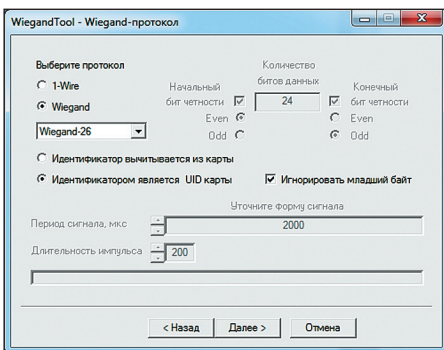 WiegandTool - Wiegand-протокол
Выберите протокол
1-Wire
Wiegand
Wiegand-26
Начальный
бит четности
Even
Odd
Количество
битов данных
24
Конечный
бит четности
Even
Odd
Идентификатор вычитывается из карты
Идентификатором является UID карты
Игнорировать младший байт
Уточните форму сигнала
Период сигнала, мкс
2000
Длительность импульса
200
< Назад
Далее >
Отмена